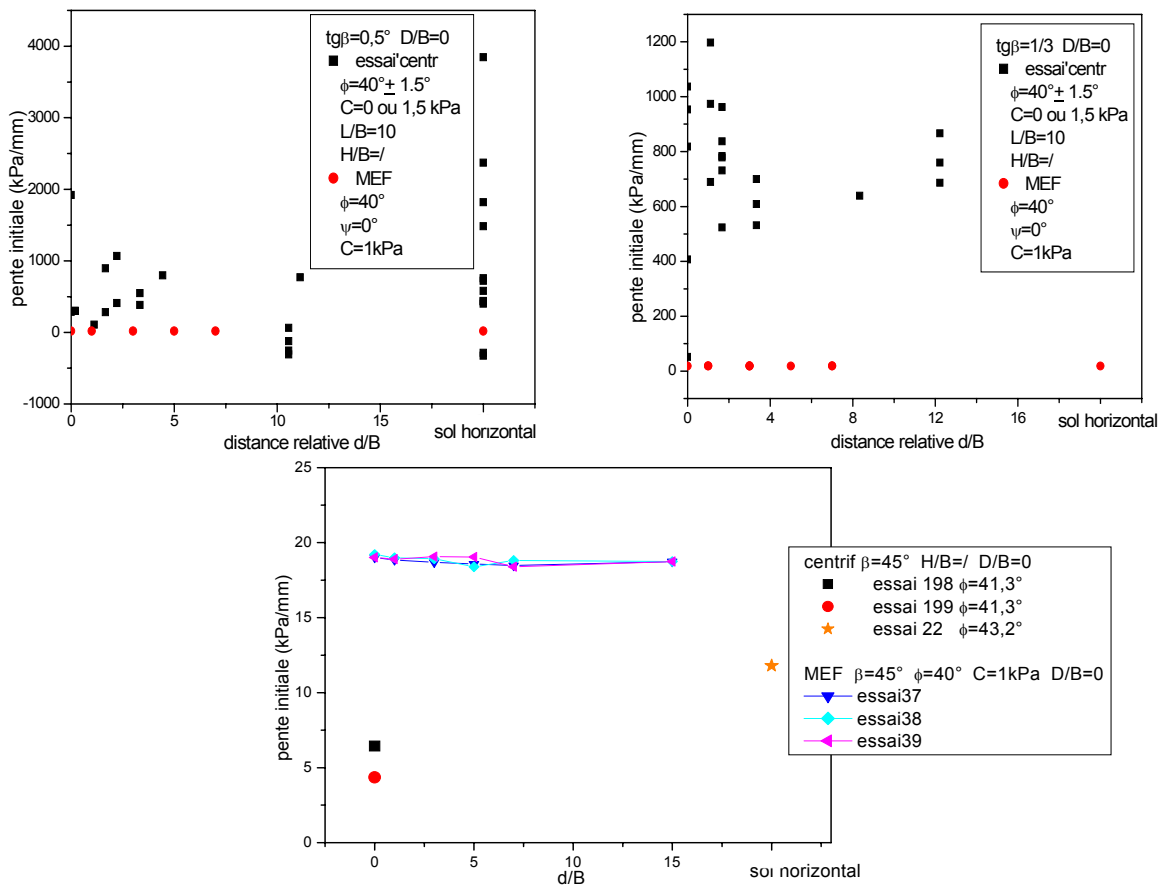 tgβ=0,5° D/B=0
essai'centr
ϕ=40°± 1.5°
C=0 ou 1,5 kPa
L/B=10
H/B=/
MEF
ϕ=40°
ψ=0°
C=1kPa
4000
3000
2000
1000
0
-1000
pente initiale (kPa/mm)
0 5 10 15
sol horizontal
distance relative d/B
tgβ=1/3 D/B=0
essai'centr
ϕ=40°± 1.5°
C=0 ou 1,5 kPa
L/B=10
H/B=/
MEF
ϕ=40°
ψ=0°
C=1kPa
1200
1000
800
600
400
200
0
pente initiale (kPa/mm)
0 4 8 12 16
sol horizontal
distance relative d/B
25
20
15
10
5
0
pente initiale (kPa/mm)
0 5 10 15
sol horizontal
d/B
centrif β=45° H/B=/ D/B=0
essai 198 ϕ=41,3°
essai 199 ϕ=41,3°
essai 22 ϕ=43,2°
MEF β=45° ϕ=40° C=1kPa D/B=0
essai37
essai38
essai39